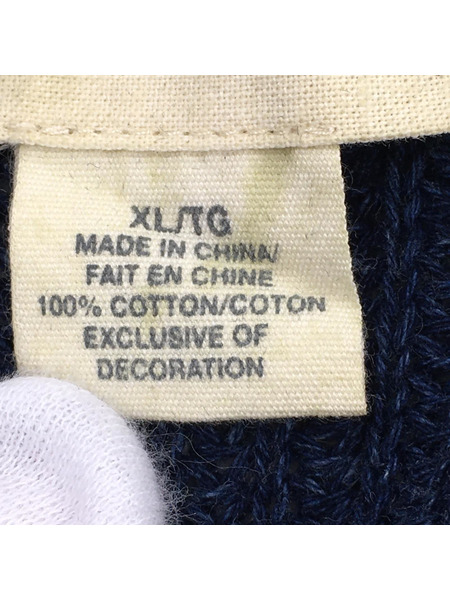 XL/TG
MADE IN CHINA/
FAIT EN CHINE
100% COTTON/COTON
EXCLUSIVE OF
DECORATION